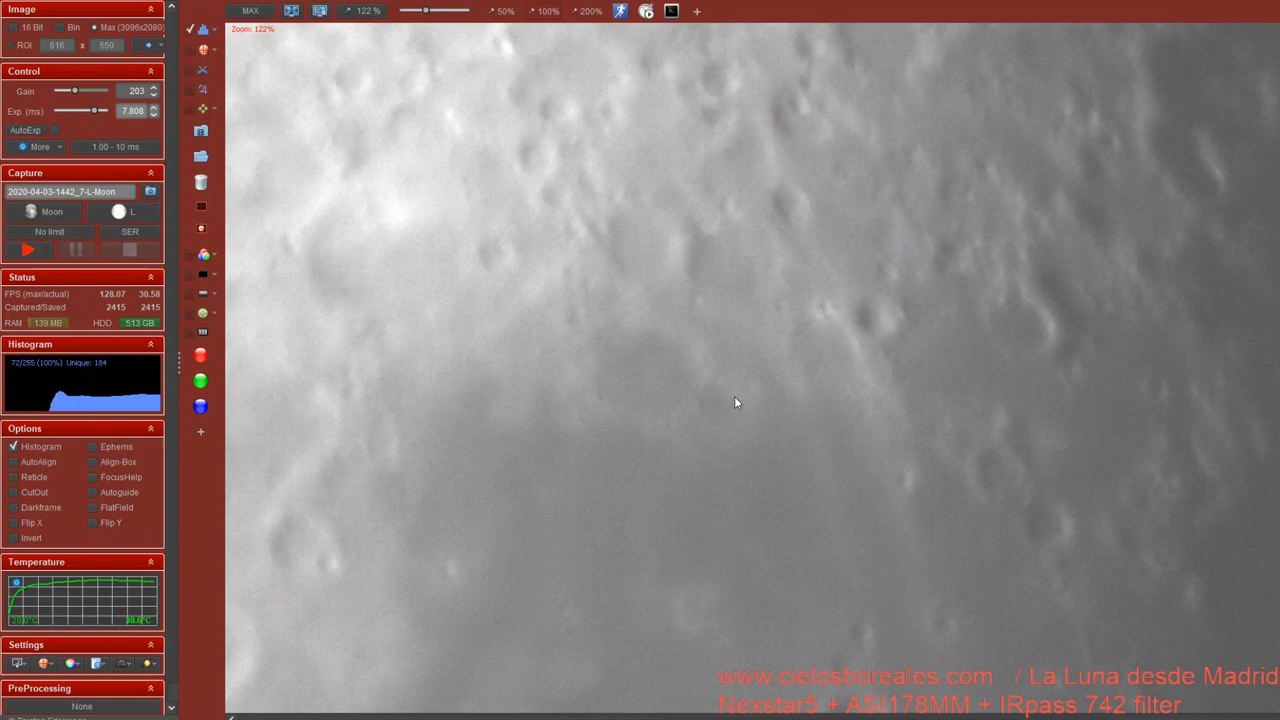 Image
16 Bit Bin Max (3096x2080)
ROI 616 x 550
Control
Gain 203
Exp. (ms) 7.808
AutoExp
More 1.00 - 10 ms
Capture
2020-04-03-1442_7-L-Moon
Moon L
No limit SER
Status
FPS (max/actual) 128.07 30.58
Captured/Saved 2415 2415
RAM 139 MB HDD 513 GB
Histogram
72/255 (100%) Unique: 184
Options
Histogram Ephems
AutoAlign Align-Box
Reticle FocusHelp
CutOut Autoguide
Darkframe FlatField
Flip X Flip Y
Invert
Temperature
20.0°C 38.6°C
Settings
PreProcessing
None
MAX 122 % 50% 100% 200% +
Zoom: 122%
+
www.cielosboreales.com / La Luna desde Madrid
Nexstar5 + ASI178MM + IRpass 742 filter